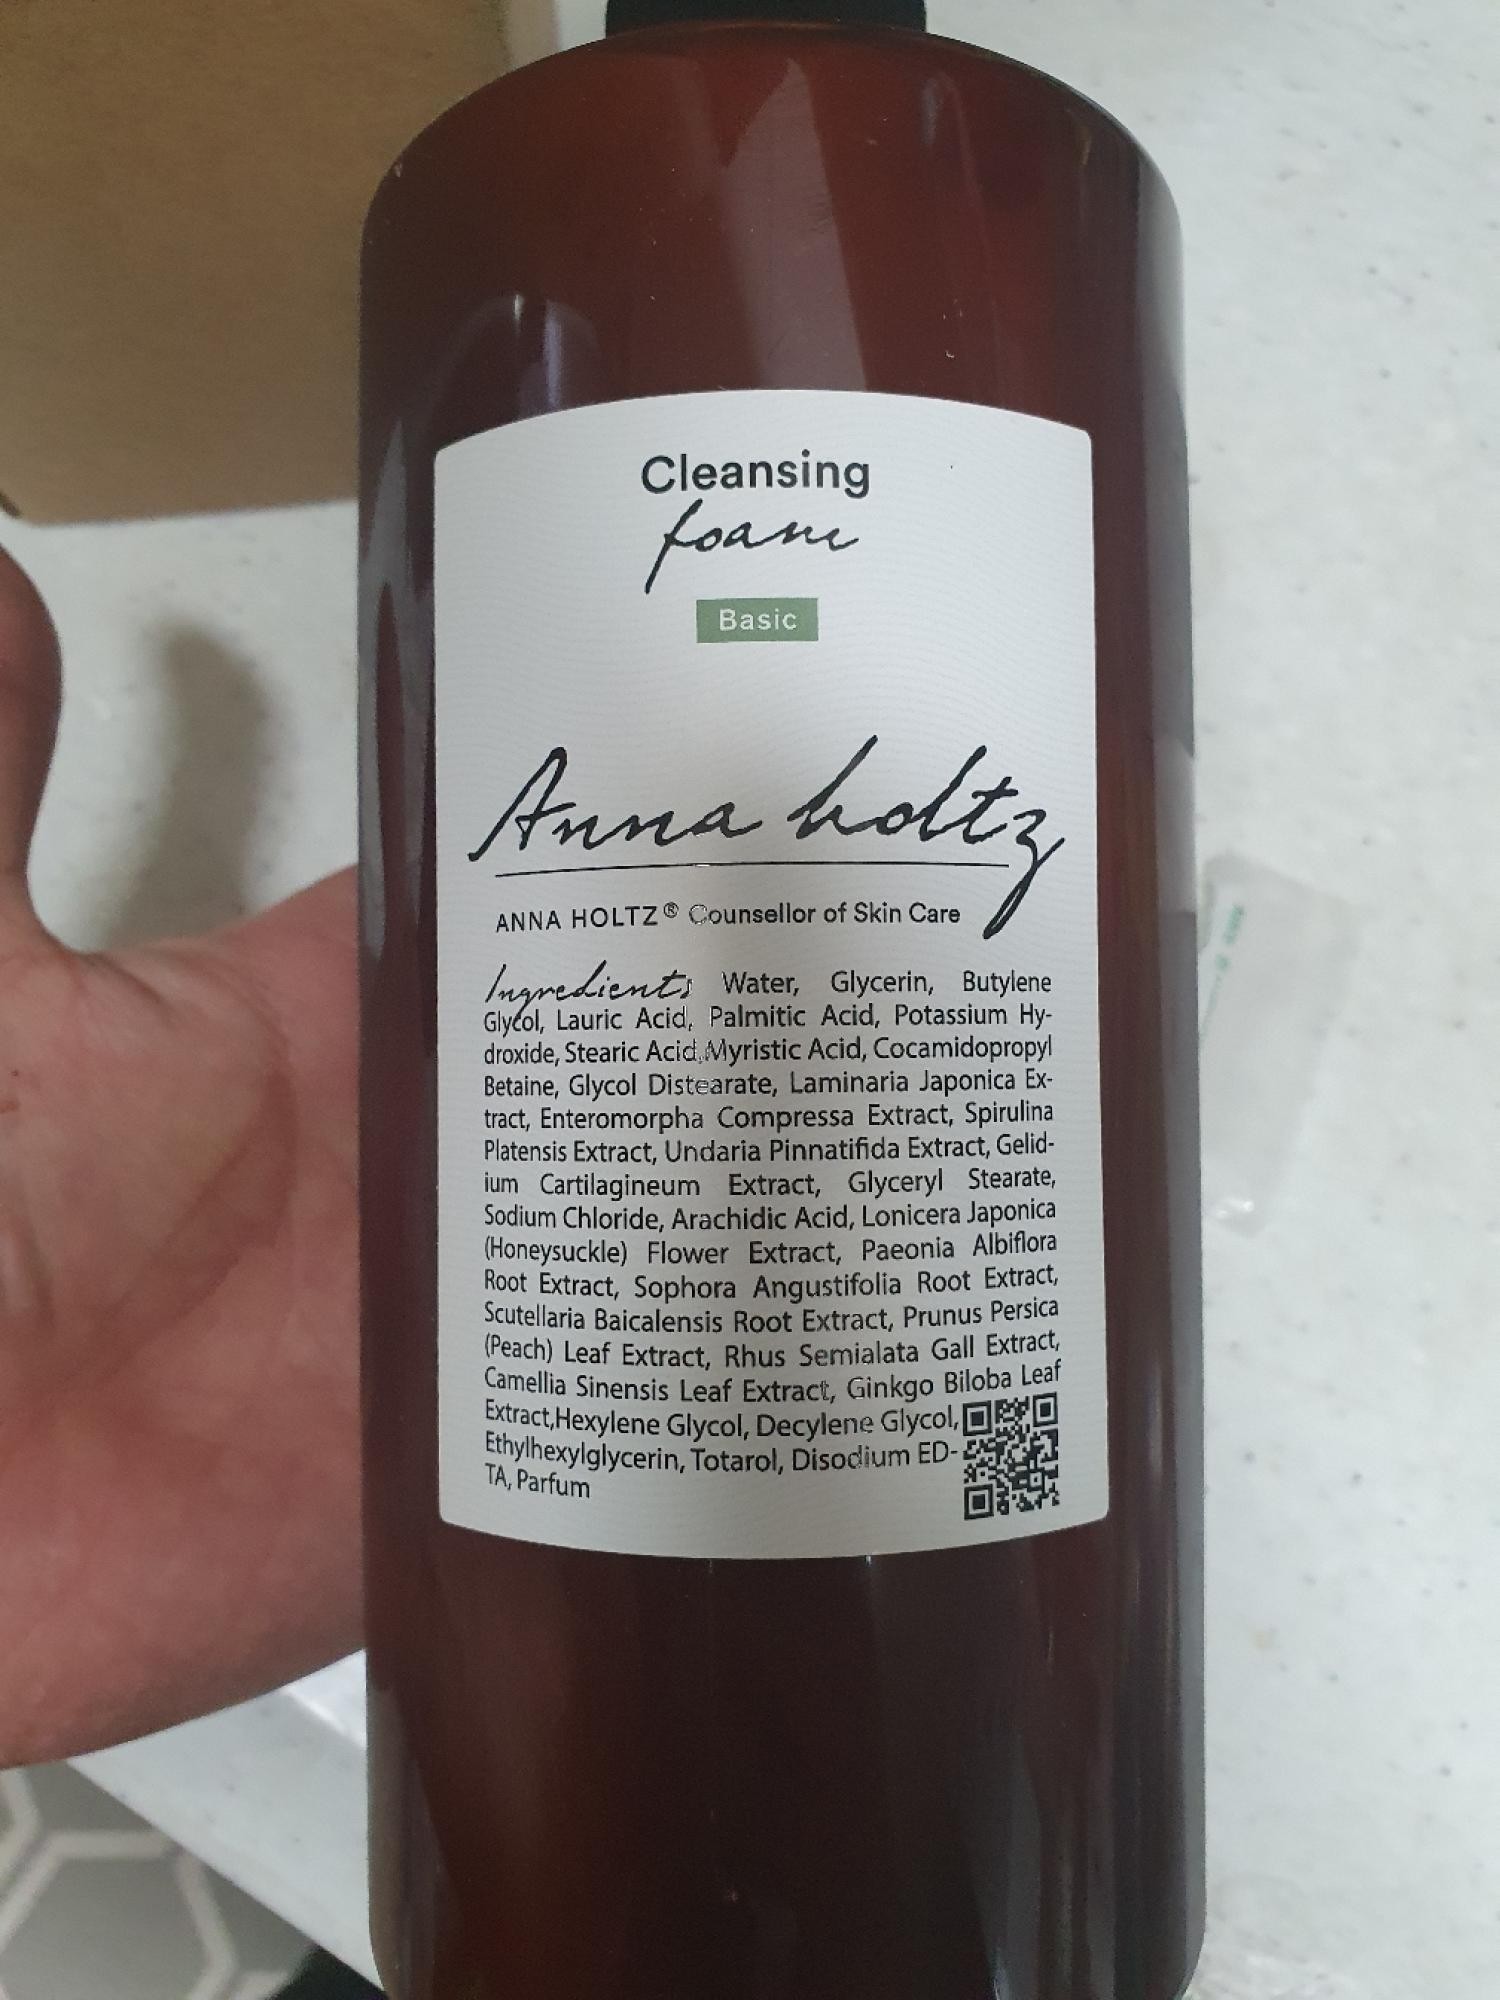 Cleansing
foam
Basic
Anna holtz
ANNA HOLTZ® Counsellor of Skin Care
Ingredients Water, Glycerin, Butylene
Glycol, Lauric Acid, Palmitic Acid, Potassium Hy-
droxide, Stearic Acid,Myristic Acid, Cocamidopropyl
Betaine, Glycol Distearate, Laminaria Japonica Ex-
tract, Enteromorpha Compressa Extract, Spirulina
Platensis Extract, Undaria Pinnatifida Extract, Gelid-
ium Cartilagineum Extract, Glyceryl Stearate,
Sodium Chloride, Arachidic Acid, Lonicera Japonica
(Honeysuckle) Flower Extract, Paeonia Albiflora
Root Extract, Sophora Angustifolia Root Extract,
Scutellaria Baicalensis Root Extract, Prunus Persica
(Peach) Leaf Extract, Rhus Semialata Gall Extract,
Camellia Sinensis Leaf Extract, Ginkgo Biloba Leaf
Extract,Hexylene Glycol, Decylene Glycol,
Ethylhexylglycerin, Totarol, Disodium ED-
TA, Parfum